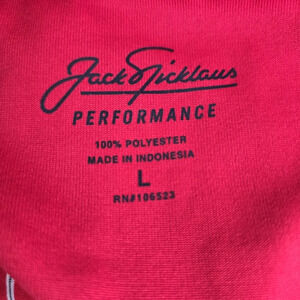 Jack Nicklaus
PERFORMANCE
100% POLYESTER
MADE IN INDONESIA
L
RN#106523